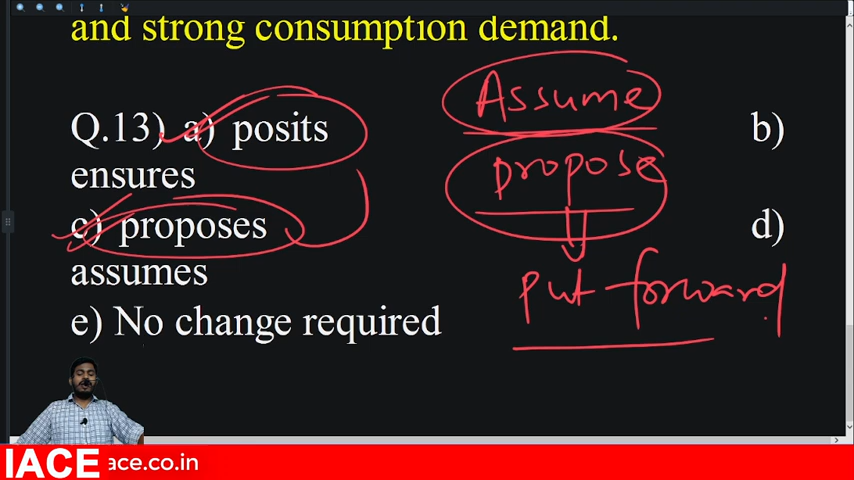 and strong consumption demand.
Assume
Q.13) a) posits b)
propose
ensures
c) proposes d)
assumes
put-forward
e) No change required
IACE ace.co.in